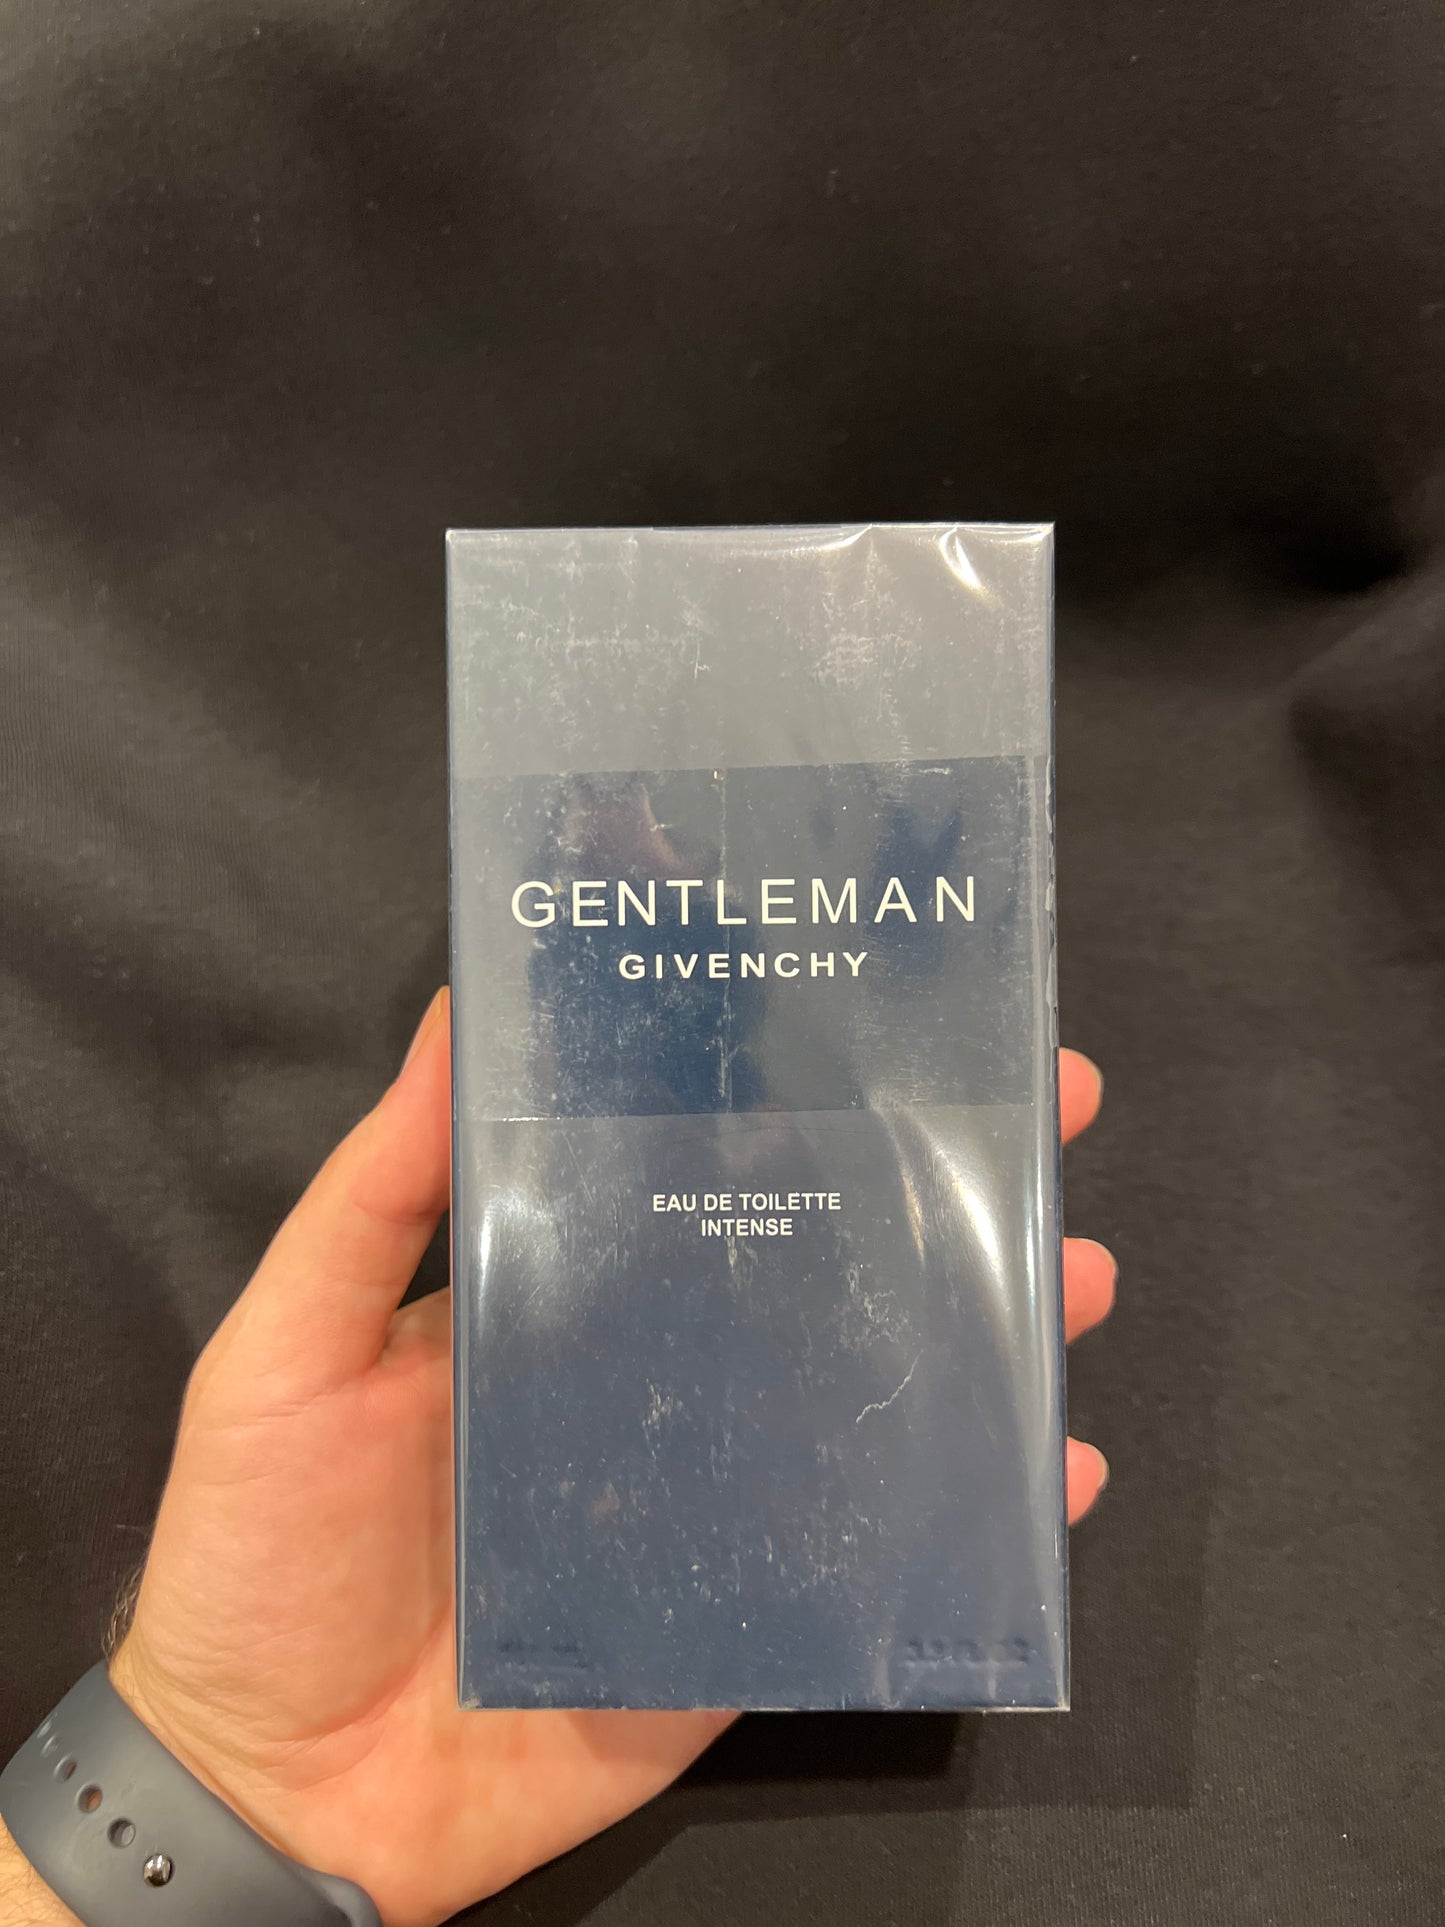 GENTLEMAN
GIVENCHY
EAU DE TOILETTE
INTENSE